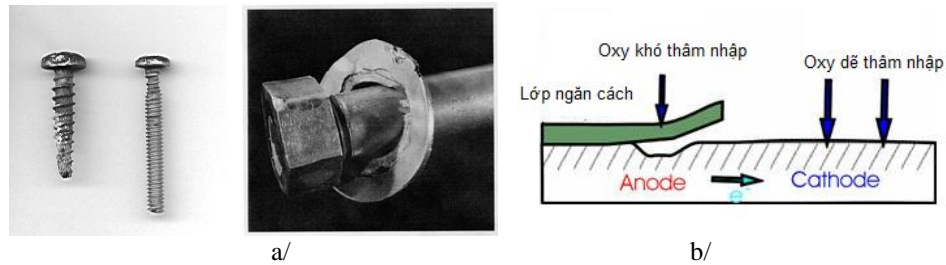 Oxy khó thâm nhập
Oxy dễ thâm nhập
Lớp ngăn cách
Anode
Cathode
e⁻
a/
b/